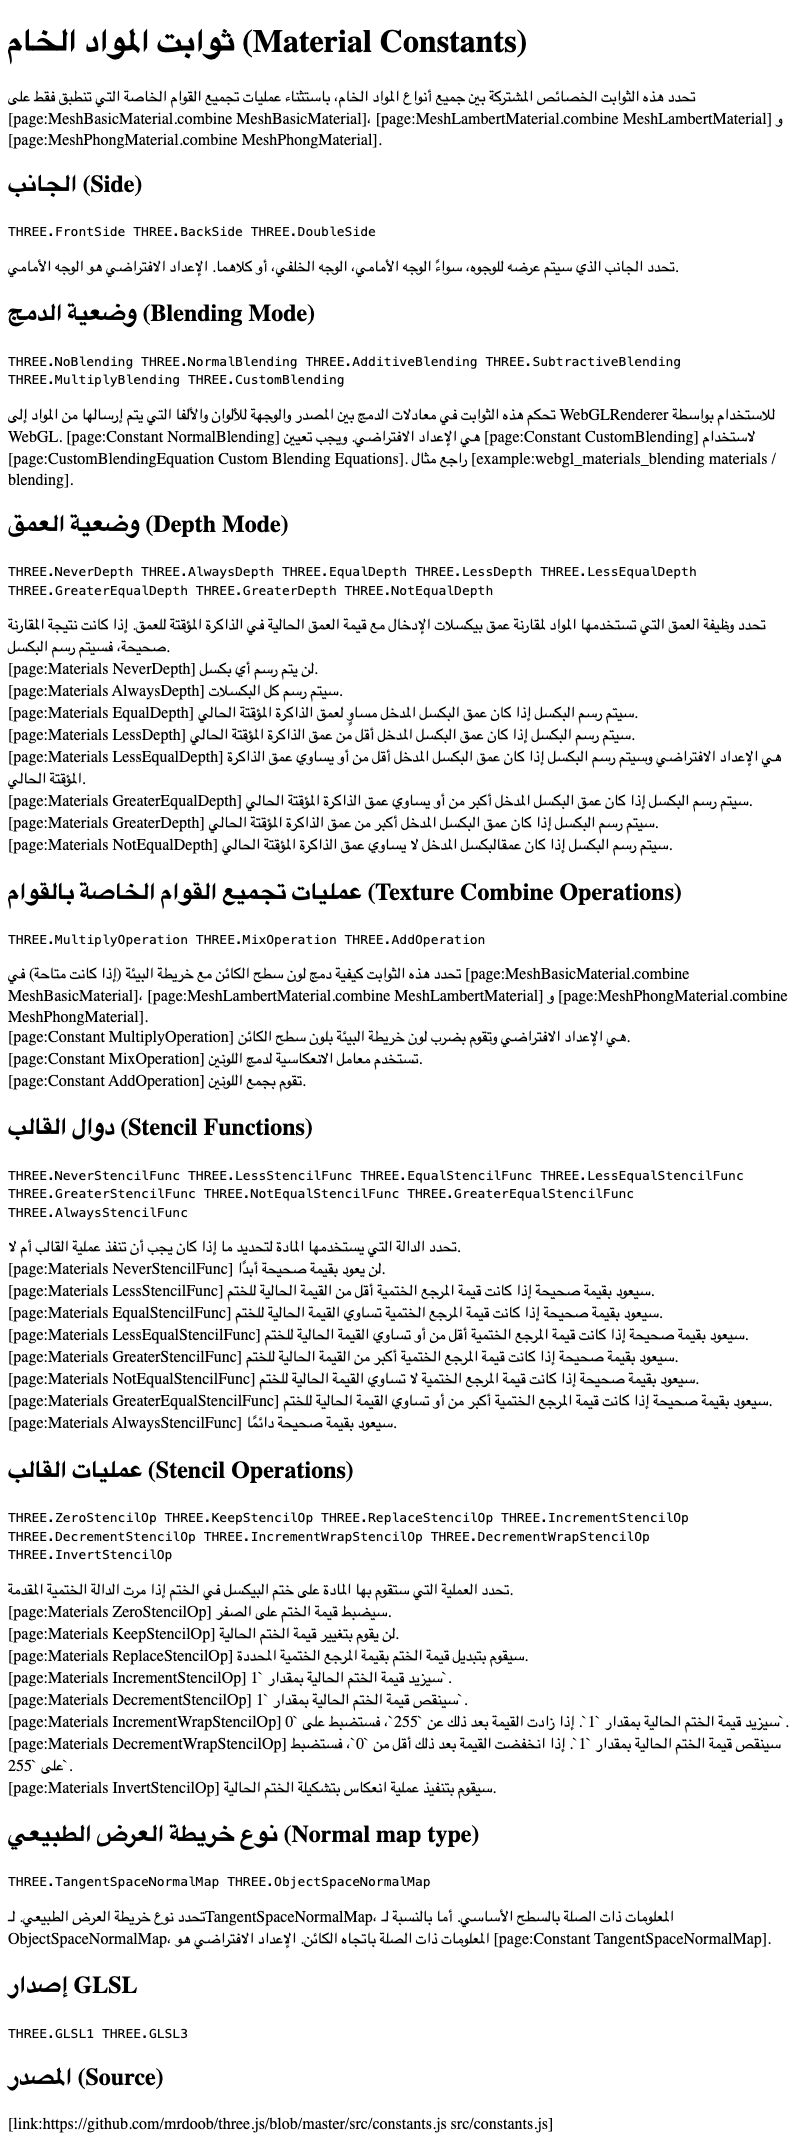 ثوابت المواد الخام (Material Constants)
تحدد هذه الثوابت الخصائص المشتركة بين جميع أنواع المواد الخام، باستثناء عمليات تجميع القوام الخاصة التي تنطبق فقط على
[page:MeshBasicMaterial.combine MeshBasicMaterial]، [page:MeshLambertMaterial.combine MeshLambertMaterial] و
[page:MeshPhongMaterial.combine MeshPhongMaterial].
الجانب (Side)
THREE.FrontSide THREE.BackSide THREE.DoubleSide
تحدد الجانب الذي سيتم عرضه للوجوه، سواءً الوجه الأمامي، الوجه الخلفي، أو كلاهما. الإعداد الافتراضي هو الوجه الأمامي.
وضعية الدمج (Blending Mode)
THREE.NoBlending THREE.NormalBlending THREE.AdditiveBlending THREE.SubtractiveBlending
THREE.MultiplyBlending THREE.CustomBlending
تحكم هذه الثوابت في معادلات الدمج بين المصدر والوجهة للألوان والألفا التي يتم إرسالها من المواد إلى WebGLRenderer للاستخدام بواسطة
WebGL. [page:Constant NormalBlending] هي الإعداد الافتراضي. ويجب تعيين [page:Constant CustomBlending] لاستخدام
[page:CustomBlendingEquation Custom Blending Equations]. راجع مثال [example:webgl_materials_blending materials /
blending].
وضعية العمق (Depth Mode)
THREE.NeverDepth THREE.AlwaysDepth THREE.EqualDepth THREE.LessDepth THREE.LessEqualDepth
THREE.GreaterEqualDepth THREE.GreaterDepth THREE.NotEqualDepth
تحدد وظيفة العمق التي تستخدمها المواد لمقارنة عمق بيكسلات الإدخال مع قيمة العمق الحالية في الذاكرة المؤقتة للعمق. إذا كانت نتيجة المقارنة
صحيحة، فسيتم رسم البكسل.
[page:Materials NeverDepth] لن يتم رسم أي بكسل.
[page:Materials AlwaysDepth] سيتم رسم كل البكسلات.
[page:Materials EqualDepth] سيتم رسم البكسل إذا كان عمق البكسل المدخل مساوٍ لعمق الذاكرة المؤقتة الحالي.
[page:Materials LessDepth] سيتم رسم البكسل إذا كان عمق البكسل المدخل أقل من عمق الذاكرة المؤقتة الحالي.
[page:Materials LessEqualDepth] هي الإعداد الافتراضي وسيتم رسم البكسل إذا كان عمق البكسل المدخل أقل من أو يساوي عمق الذاكرة
المؤقتة الحالي.
[page:Materials GreaterEqualDepth] سيتم رسم البكسل إذا كان عمق البكسل المدخل أكبر من أو يساوي عمق الذاكرة المؤقتة الحالي.
[page:Materials GreaterDepth] سيتم رسم البكسل إذا كان عمق البكسل المدخل أكبر من عمق الذاكرة المؤقتة الحالي.
[page:Materials NotEqualDepth] سيتم رسم البكسل إذا كان عمقالبكسل المدخل لا يساوي عمق الذاكرة المؤقتة الحالي.
عمليات تجميع القوام الخاصة بالقوام (Texture Combine Operations)
THREE.MultiplyOperation THREE.MixOperation THREE.AddOperation
تحدد هذه الثوابت كيفية دمج لون سطح الكائن مع خريطة البيئة (إذا كانت متاحة) في [page:MeshBasicMaterial.combine
MeshBasicMaterial]، [page:MeshLambertMaterial.combine MeshLambertMaterial] و [page:MeshPhongMaterial.combine
MeshPhongMaterial].
[page:Constant MultiplyOperation] هي الإعداد الافتراضي وتقوم بضرب لون خريطة البيئة بلون سطح الكائن.
[page:Constant MixOperation] تستخدم معامل الانعكاسية لدمج اللونين.
[page:Constant AddOperation] تقوم بجمع اللونين.
دوال القالب (Stencil Functions)
THREE.NeverStencilFunc THREE.LessStencilFunc THREE.EqualStencilFunc THREE.LessEqualStencilFunc
THREE.GreaterStencilFunc THREE.NotEqualStencilFunc THREE.GreaterEqualStencilFunc
THREE.AlwaysStencilFunc
تحدد الدالة التي يستخدمها المادة لتحديد ما إذا كان يجب أن تنفذ عملية القالب أم لا.
[page:Materials NeverStencilFunc] لن يعود بقيمة صحيحة أبدًا.
[page:Materials LessStencilFunc] سيعود بقيمة صحيحة إذا كانت قيمة المرجع الختمية أقل من القيمة الحالية للختم.
[page:Materials EqualStencilFunc] سيعود بقيمة صحيحة إذا كانت قيمة المرجع الختمية تساوي القيمة الحالية للختم.
[page:Materials LessEqualStencilFunc] سيعود بقيمة صحيحة إذا كانت قيمة المرجع الختمية أقل من أو تساوي القيمة الحالية للختم.
[page:Materials GreaterStencilFunc] سيعود بقيمة صحيحة إذا كانت قيمة المرجع الختمية أكبر من القيمة الحالية للختم.
[page:Materials NotEqualStencilFunc] سيعود بقيمة صحيحة إذا كانت قيمة المرجع الختمية لا تساوي القيمة الحالية للختم.
[page:Materials GreaterEqualStencilFunc] سيعود بقيمة صحيحة إذا كانت قيمة المرجع الختمية أكبر من أو تساوي القيمة الحالية للختم.
[page:Materials AlwaysStencilFunc] سيعود بقيمة صحيحة دائمًا.
عمليات القالب (Stencil Operations)
THREE.ZeroStencilOp THREE.KeepStencilOp THREE.ReplaceStencilOp THREE.IncrementStencilOp
THREE.DecrementStencilOp THREE.IncrementWrapStencilOp THREE.DecrementWrapStencilOp
THREE.InvertStencilOp
تحدد العملية التي ستقوم بها المادة على ختم البيكسل في الختم إذا مرت الدالة الختمية المقدمة.
[page:Materials ZeroStencilOp] سيضبط قيمة الختم على الصفر.
[page:Materials KeepStencilOp] لن يقوم بتغيير قيمة الختم الحالية.
[page:Materials ReplaceStencilOp] سيقوم بتبديل قيمة الختم بقيمة المرجع الختمية المحددة.
[page:Materials IncrementStencilOp] سيزيد قيمة الختم الحالية بمقدار `1`.
[page:Materials DecrementStencilOp] سينقص قيمة الختم الحالية بمقدار `1`.
[page:Materials IncrementWrapStencilOp] سيزيد قيمة الختم الحالية بمقدار `1`. إذا زادت القيمة بعد ذلك عن `255`، فستضبط على `0`.
[page:Materials DecrementWrapStencilOp] سينقص قيمة الختم الحالية بمقدار `1`. إذا انخفضت القيمة بعد ذلك أقل من `0`، فستضبط
على `255`.
[page:Materials InvertStencilOp] سيقوم بتنفيذ عملية انعكاس بتشكيلة الختم الحالية.
نوع خريطة العرض الطبيعي (Normal map type)
THREE.TangentSpaceNormalMap THREE.ObjectSpaceNormalMap
تحدد نوع خريطة العرض الطبيعي. لـTangentSpaceNormalMap، المعلومات ذات الصلة بالسطح الأساسي. أما بالنسبة لـ
ObjectSpaceNormalMap، المعلومات ذات الصلة باتجاه الكائن. الإعداد الافتراضي هو [page:Constant TangentSpaceNormalMap].
إصدار GLSL
THREE.GLSL1 THREE.GLSL3
المصدر (Source)
[link:https://github.com/mrdoob/three.js/blob/master/src/constants.js src/constants.js]